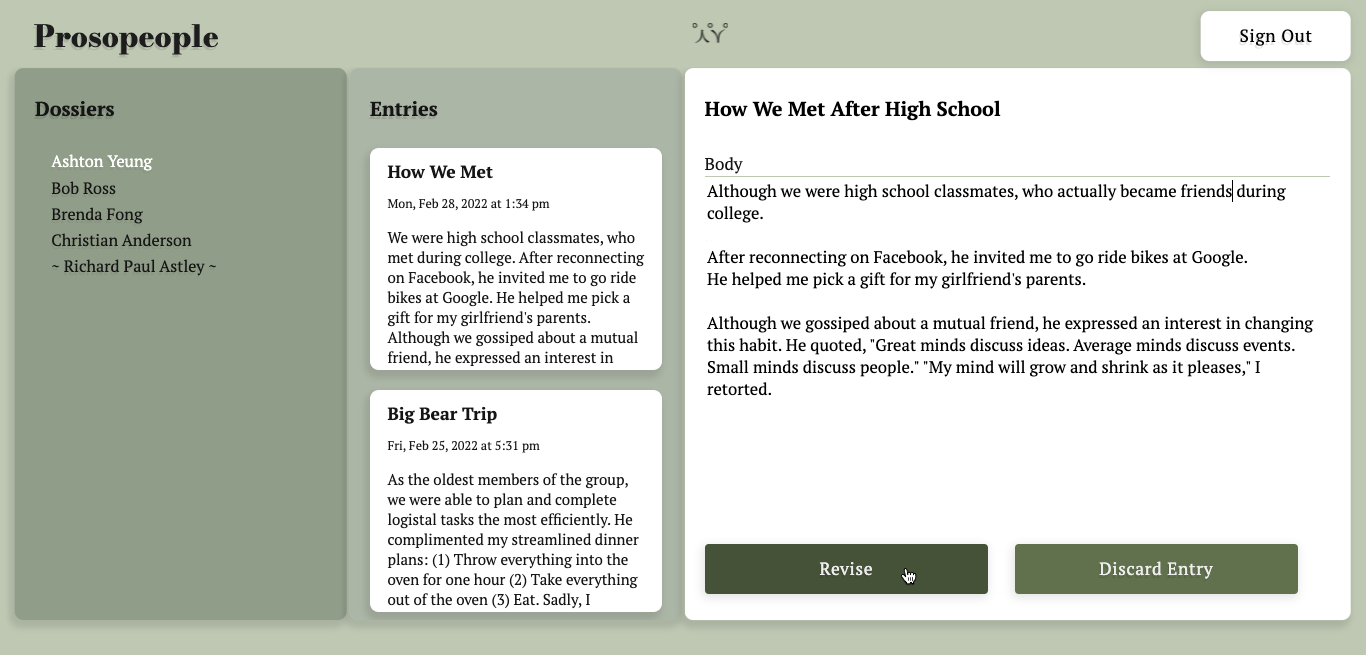 Prosopeople
Sign Out
Dossiers
Ashton Yeung
Bob Ross
Brenda Fong
Christian Anderson
~ Richard Paul Astley ~
Entries
How We Met
Mon, Feb 28, 2022 at 1:34 pm
We were high school classmates, who
met during college. After reconnecting
on Facebook, he invited me to go ride
bikes at Google. He helped me pick a
gift for my girlfriend's parents.
Although we gossiped about a mutual
friend, he expressed an interest in
Big Bear Trip
Fri, Feb 25, 2022 at 5:31 pm
As the oldest members of the group,
we were able to plan and complete
logistal tasks the most efficiently. He
complimented my streamlined dinner
plans: (1) Throw everything into the
oven for one hour (2) Take everything
out of the oven (3) Eat. Sadly, I
How We Met After High School
Body
Although we were high school classmates, who actually became friends during
college.
After reconnecting on Facebook, he invited me to go ride bikes at Google.
He helped me pick a gift for my girlfriend's parents.
Although we gossiped about a mutual friend, he expressed an interest in changing
this habit. He quoted, "Great minds discuss ideas. Average minds discuss events.
Small minds discuss people." "My mind will grow and shrink as it pleases," I
retorted.
Revise
Discard Entry